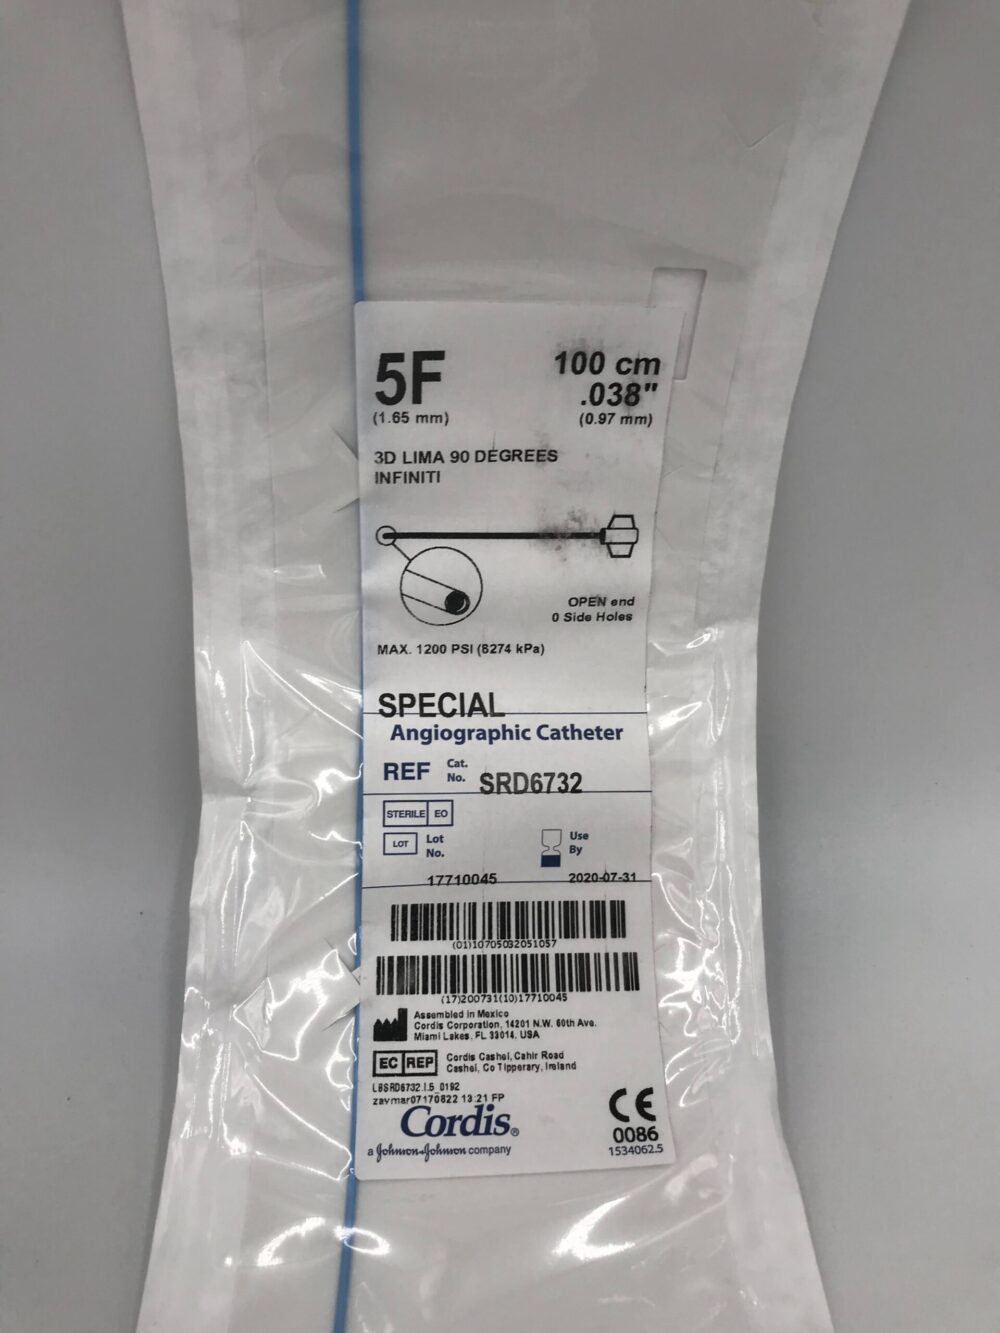 5F
(1.65 mm)
100 cm
.038"
(0.97 mm)
3D LIMA 90 DEGREES
INFINITI
OPEN end
0 Side Holes
MAX. 1200 PSI (8274 kPa)
SPECIAL
Angiographic Catheter
REF Cat. No. SRD6732
STERILE EO
LOT Lot No.
Use By
17710045 2020-07-31
(01)10705032051057
(17)200731(10)17710045
Assembled in Mexico
Cordis Corporation, 14201 N.W. 60th Ave.
Miami Lakes, FL 33014, USA
EC REP Cordis Cashel, Cahir Road
Cashel, Co Tipperary, Ireland
LBSRD6732.1.5_0192
zavmar07170822 13:21 FP
Cordis®
a Johnson & Johnson company
CE
0086
1534062.5